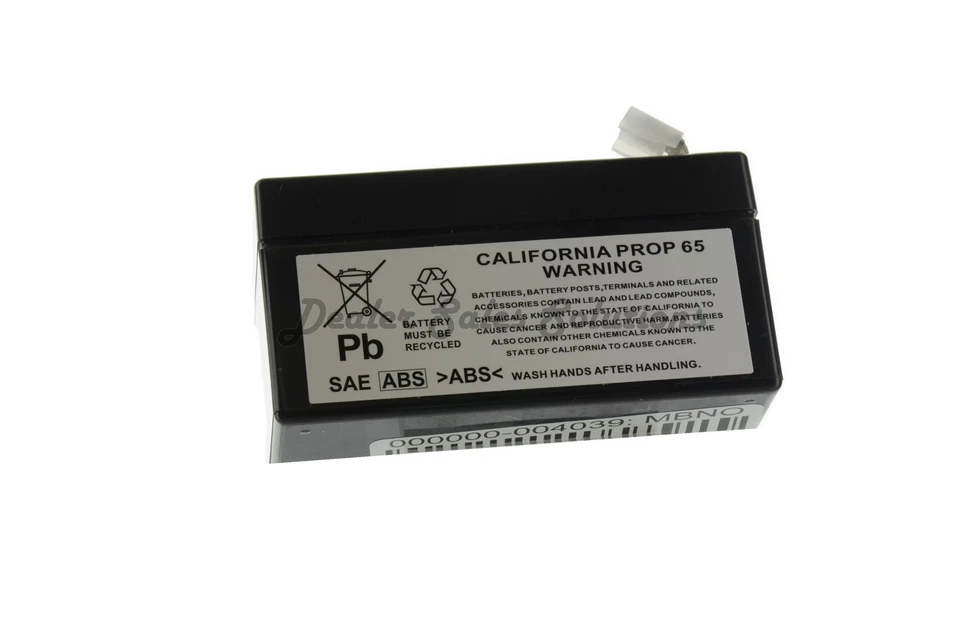 CALIFORNIA PROP 65
WARNING
BATTERIES, BATTERY POSTS, TERMINALS AND RELATED
ACCESSORIES CONTAIN LEAD AND LEAD COMPOUNDS,
CHEMICALS KNOWN TO THE STATE OF CALIFORNIA TO
CAUSE CANCER AND REPRODUCTIVE HARM, BATTERIES
ALSO CONTAIN OTHER CHEMICALS KNOWN TO THE
STATE OF CALIFORNIA TO CAUSE CANCER.
BATTERY
MUST BE
RECYCLED
Pb
SAE ABS >ABS< WASH HANDS AFTER HANDLING.
Dealer Sales Solutions
000000-004039: MBNO